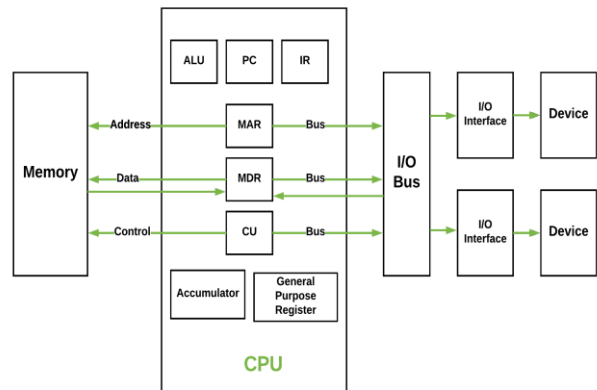 ALU
PC
IR
Address
MAR
Bus
Memory
Data
MDR
Bus
Control
CU
Bus
I/O
Bus
I/O
Interface
Device
I/O
Interface
Device
Accumulator
General
Purpose
Register
CPU